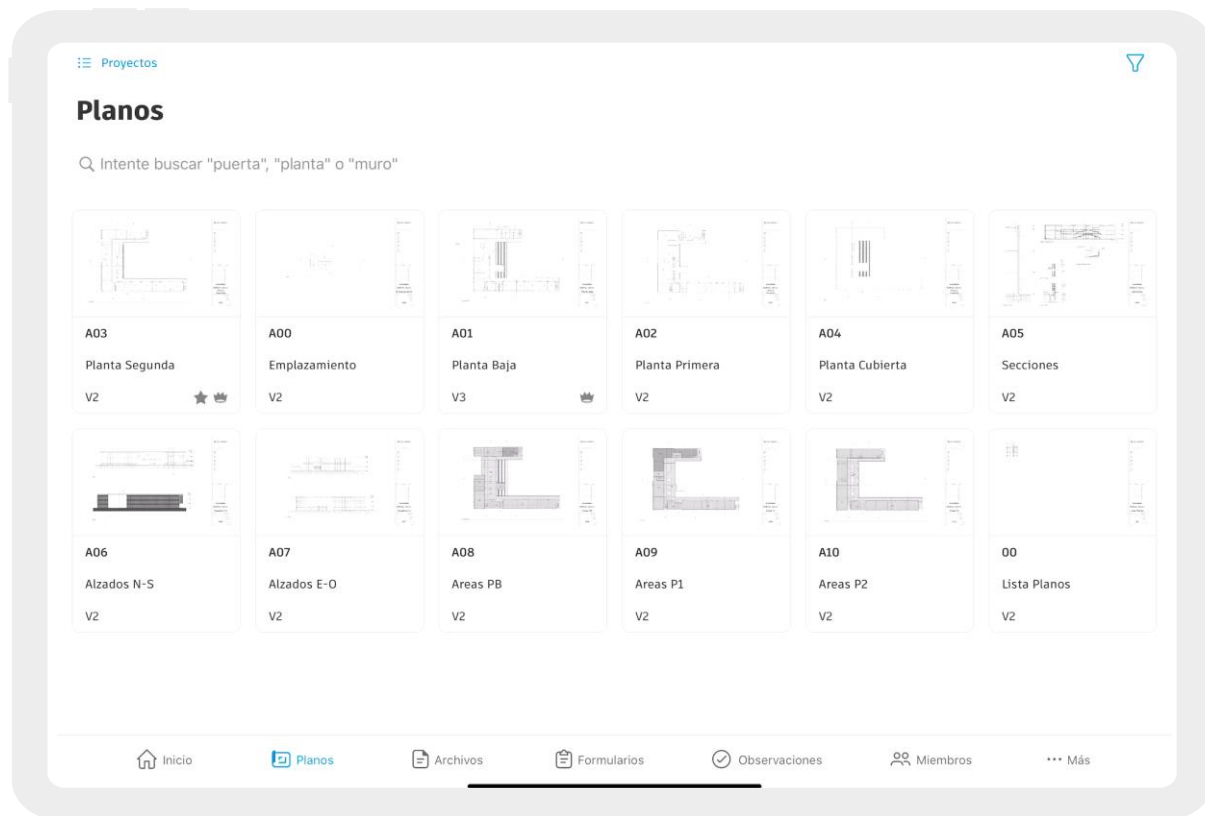 Proyectos
Planos
Intente buscar "puerta", "planta" o "muro"
A03
Planta Segunda
V2
A00
Emplazamiento
V2
A01
Planta Baja
V3
A02
Planta Primera
V2
A04
Planta Cubierta
V2
A05
Secciones
V2
A06
Alzados N-S
V2
A07
Alzados E-O
V2
A08
Areas PB
V2
A09
Areas P1
V2
A10
Areas P2
V2
00
Lista Planos
V2
Inicio
Planos
Archivos
Formularios
Observaciones
Miembros
Más